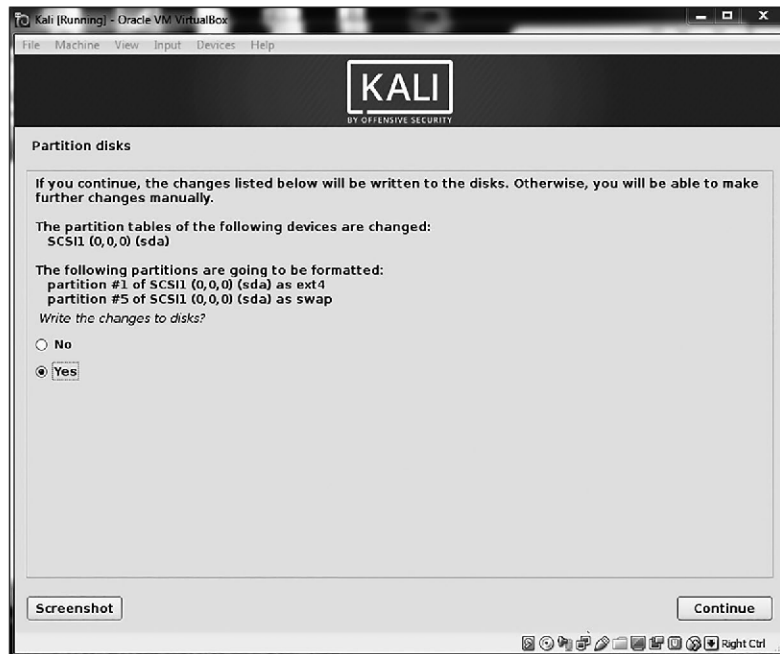 Kali [Running] - Oracle VM VirtualBox
File Machine View Input Devices Help
KALI
BY OFFENSIVE SECURITY
Partition disks
If you continue, the changes listed below will be written to the disks. Otherwise, you will be able to make
further changes manually.
The partition tables of the following devices are changed:
SCSI1 (0,0,0) (sda)
The following partitions are going to be formatted:
partition #1 of SCSI1 (0,0,0) (sda) as ext4
partition #5 of SCSI1 (0,0,0) (sda) as swap
Write the changes to disks?
No
Yes
Screenshot
Continue
Right Ctrl